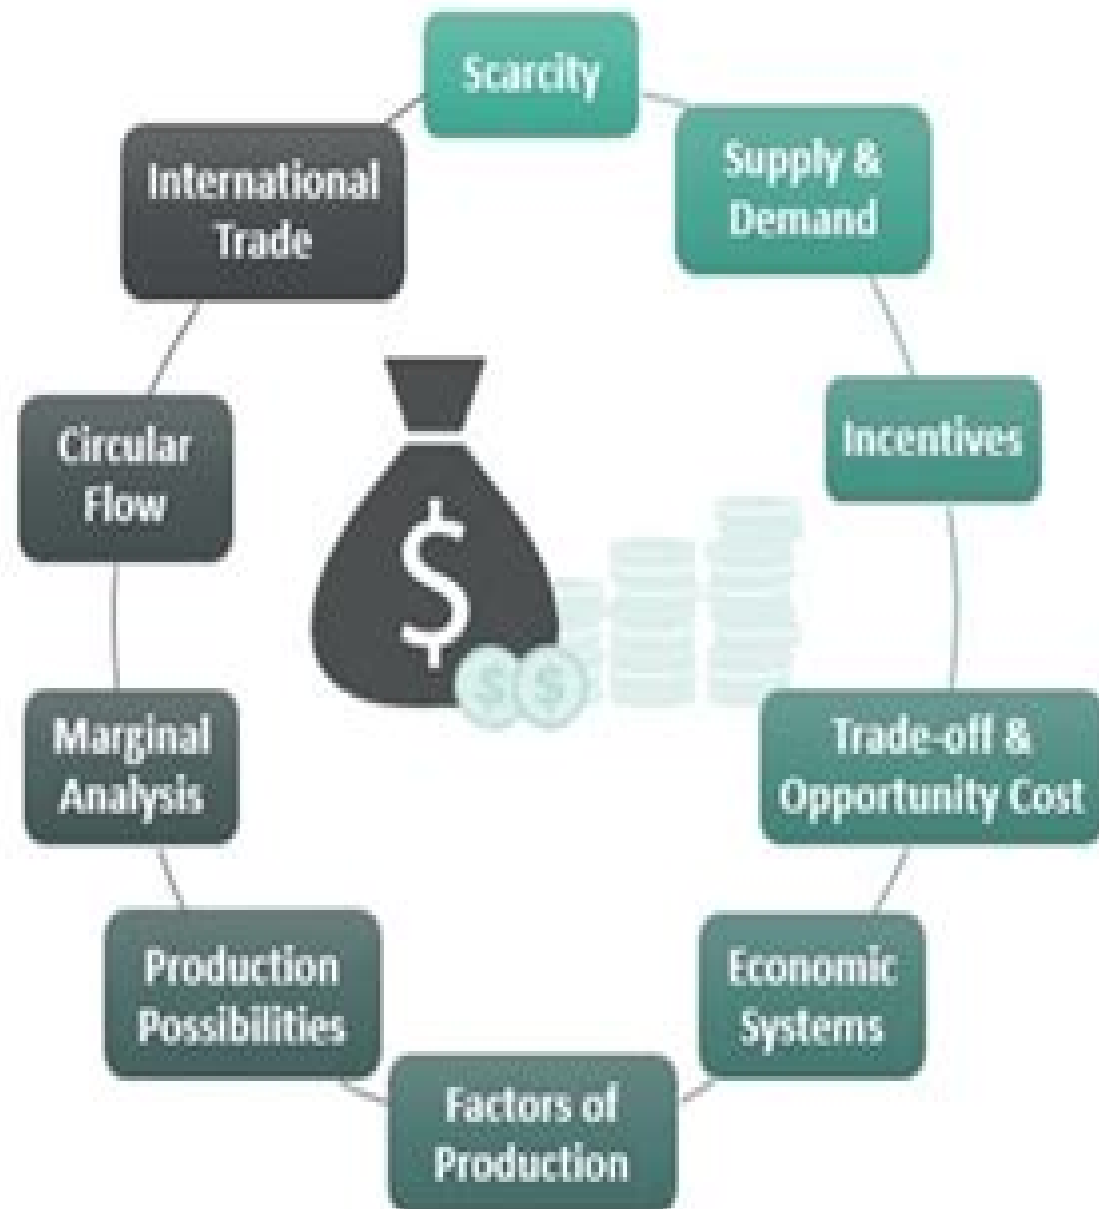 Scarcity
Supply &
Demand
Incentives
Trade-off &
Opportunity Cost
Economic
Systems
Factors of
Production
Production
Possibilities
Marginal
Analysis
Circular
Flow
International
Trade
$
$
$